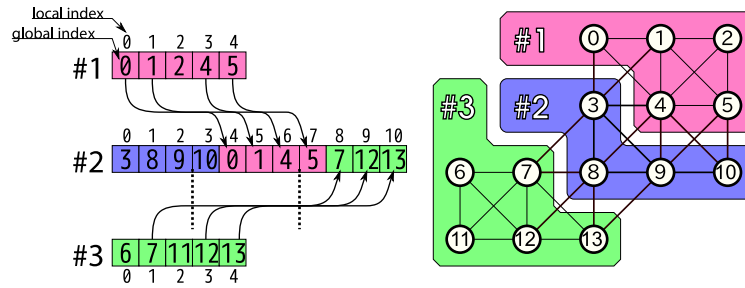 local index
global index
0 1 2 3 4
#1 0 1 2 4 5
0 1 2 3 4 5 6 7 8 9 10
#2 3 8 9 10 0 1 4 5 7 12 13
#3 6 7 11 12 13
0 1 2 3 4
#1 0 1 2
#3 #2 3 4 5
6 7 8 9 10
11 12 13